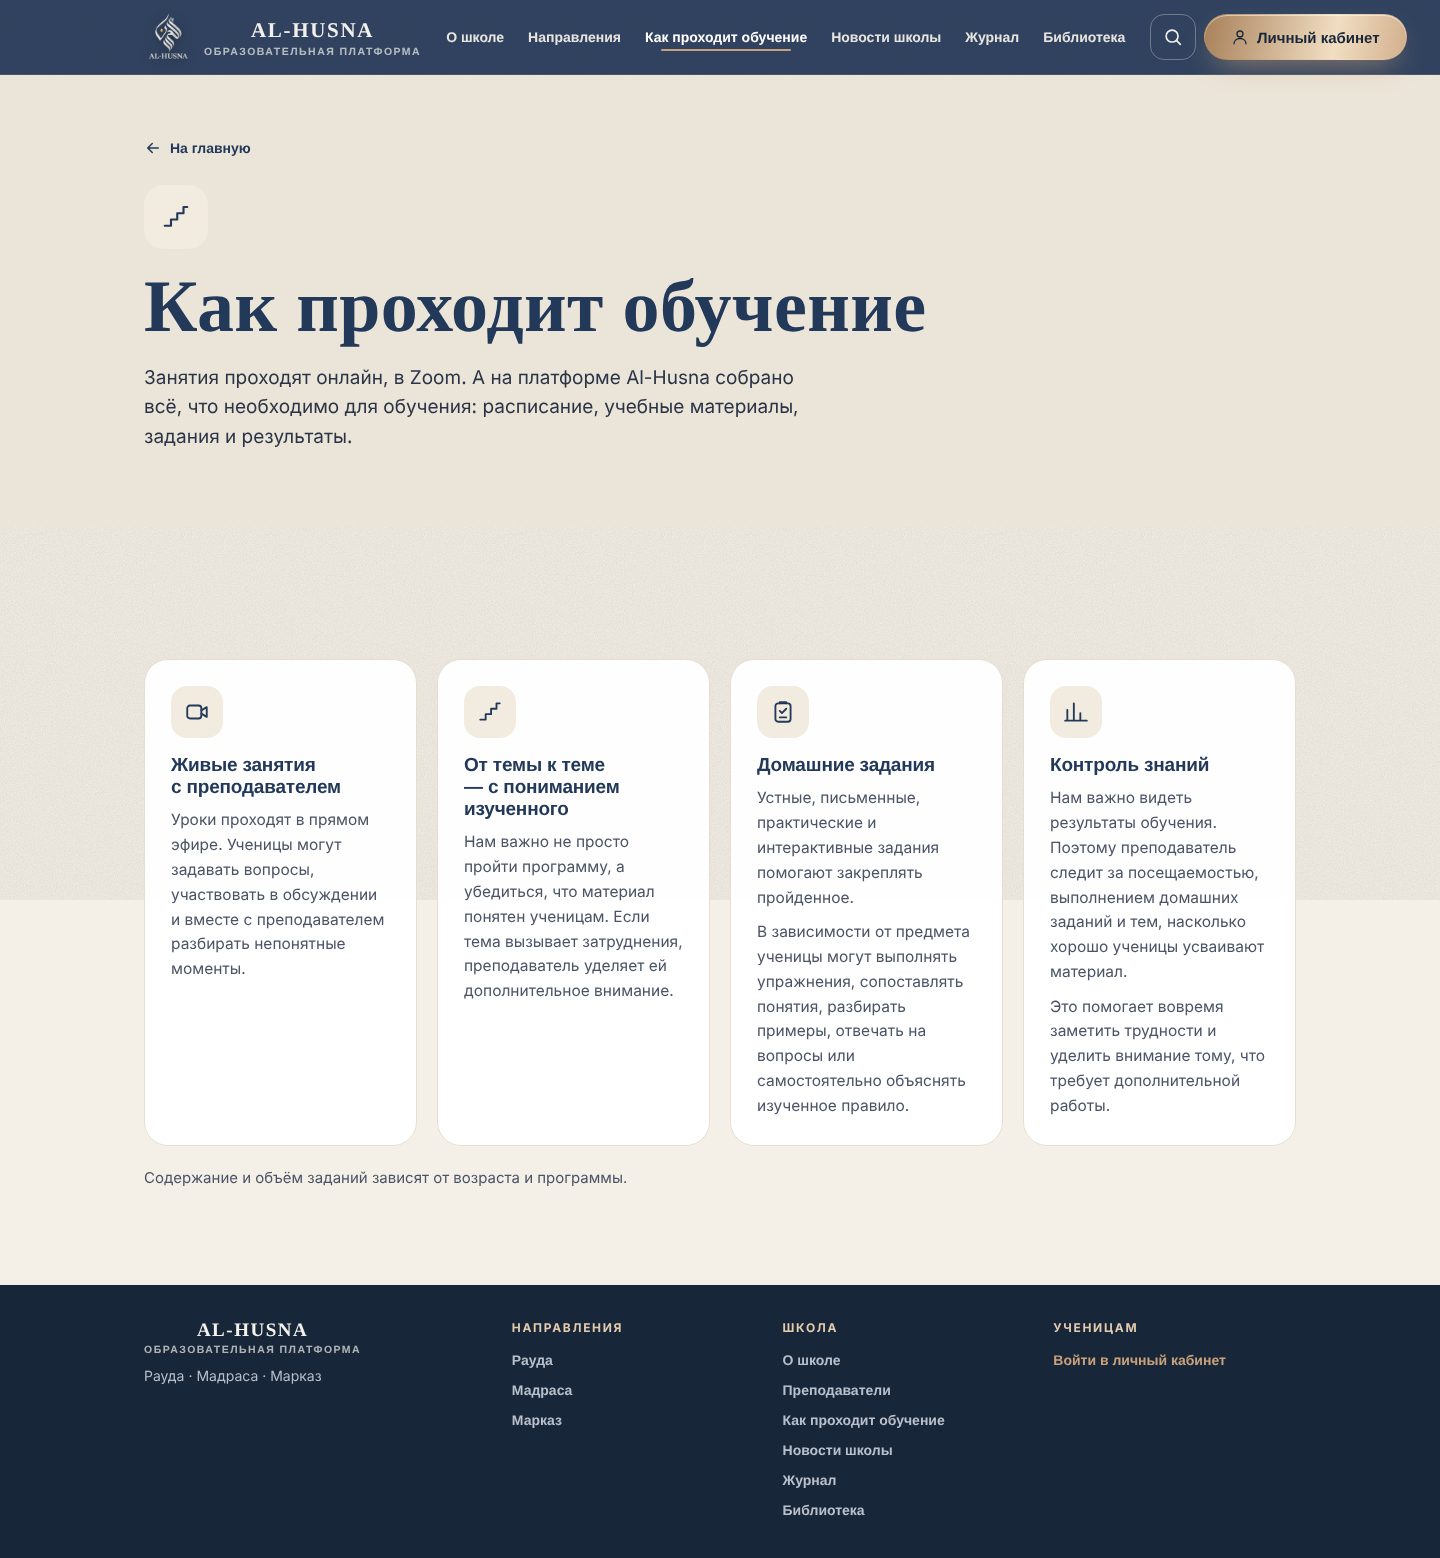 AL-HUSNA
AL-HUSNA
ОБРАЗОВАТЕЛЬНАЯ ПЛАТФОРМА
О школе
Направления
Как проходит обучение
Новости школы
Журнал
Библиотека
Личный кабинет
На главную
Как проходит обучение
Занятия проходят онлайн, в Zoom. А на платформе Al-Husna собрано
всё, что необходимо для обучения: расписание, учебные материалы,
задания и результаты.
Живые занятия
с преподавателем
Уроки проходят в прямом
эфире. Ученицы могут
задавать вопросы,
участвовать в обсуждении
и вместе с преподавателем
разбирать непонятные
моменты.
От темы к теме
— с пониманием
изученного
Нам важно не просто
пройти программу, а
убедиться, что материал
понятен ученицам. Если
тема вызывает затруднения,
преподаватель уделяет ей
дополнительное внимание.
Домашние задания
Устные, письменные,
практические и
интерактивные задания
помогают закреплять
пройденное.
В зависимости от предмета
ученицы могут выполнять
упражнения, сопоставлять
понятия, разбирать
примеры, отвечать на
вопросы или
самостоятельно объяснять
изученное правило.
Контроль знаний
Нам важно видеть
результаты обучения.
Поэтому преподаватель
следит за посещаемостью,
выполнением домашних
заданий и тем, насколько
хорошо ученицы усваивают
материал.
Это помогает вовремя
заметить трудности и
уделить внимание тому, что
требует дополнительной
работы.
Содержание и объём заданий зависят от возраста и программы.
AL-HUSNA
ОБРАЗОВАТЕЛЬНАЯ ПЛАТФОРМА
Рауда · Мадраса · Марказ
НАПРАВЛЕНИЯ
Рауда
Мадраса
Марказ
ШКОЛА
О школе
Преподаватели
Как проходит обучение
Новости школы
Журнал
Библиотека
УЧЕНИЦАМ
Войти в личный кабинет